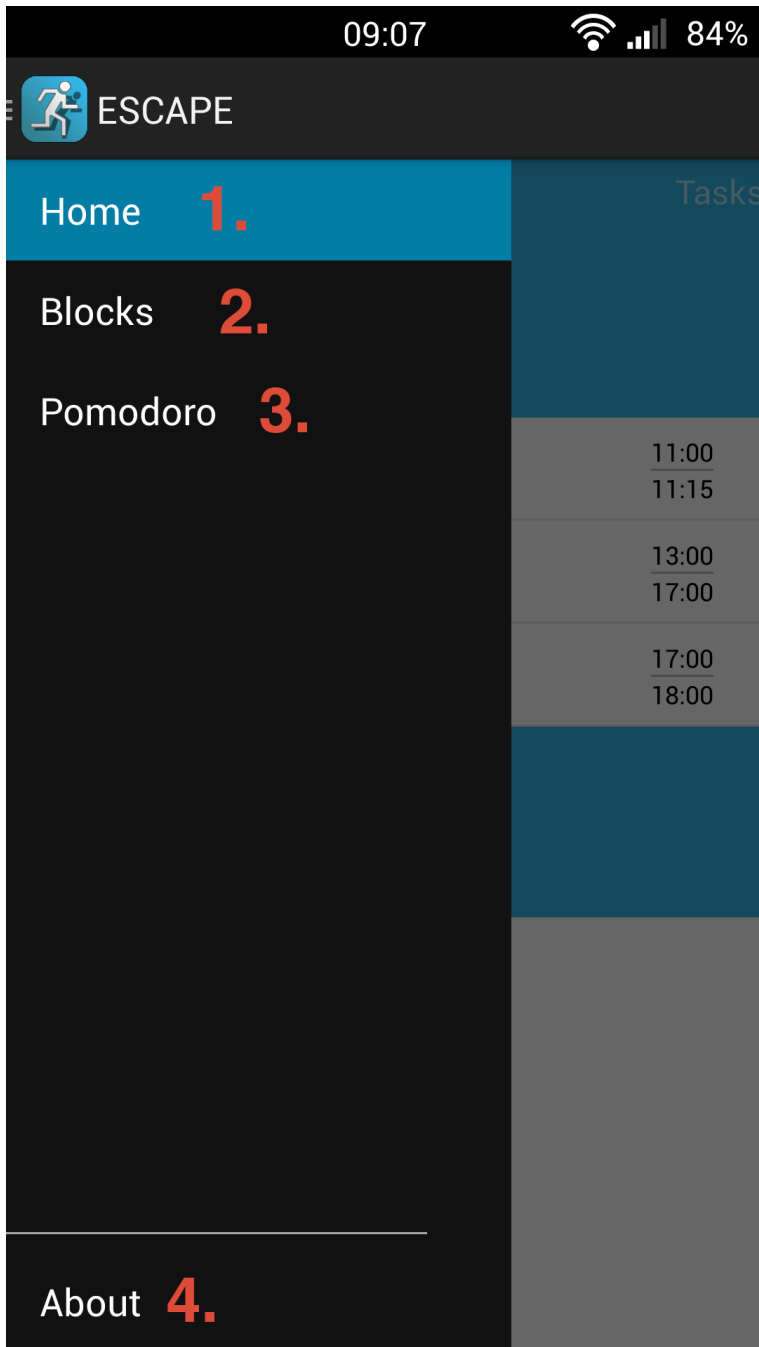 09:07 84%
ESCAPE
Home 1.
Blocks 2.
Pomodoro 3.
About 4.
Tasks
11:00
11:15
13:00
17:00
17:00
18:00